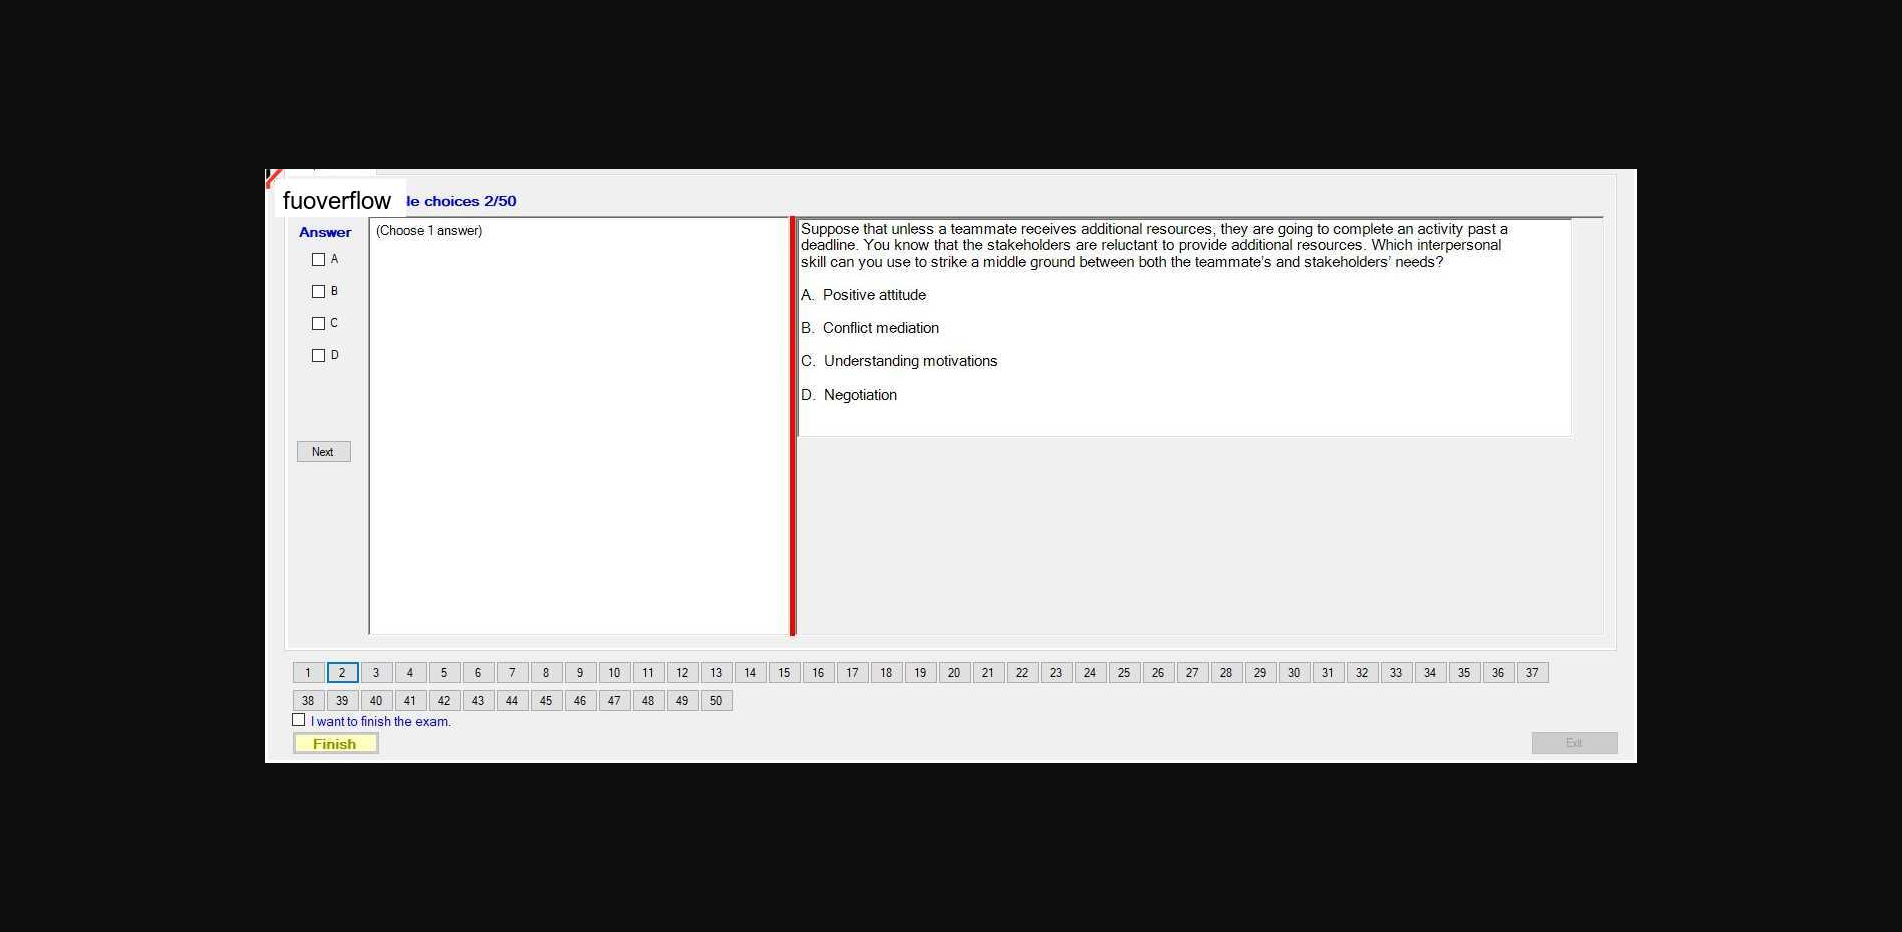 fuoverflow
le choices 2/50
Answer
(Choose 1 answer)
A
B
C
D
Next
Suppose that unless a teammate receives additional resources, they are going to complete an activity past a
deadline. You know that the stakeholders are reluctant to provide additional resources. Which interpersonal
skill can you use to strike a middle ground between both the teammate's and stakeholders' needs?
A. Positive attitude
B. Conflict mediation
C. Understanding motivations
D. Negotiation
1 2 3 4 5 6 7 8 9 10 11 12 13 14 15 16 17 18 19 20 21 22 23 24 25 26 27 28 29 30 31 32 33 34 35 36 37
38 39 40 41 42 43 44 45 46 47 48 49 50
I want to finish the exam.
Finish
Exit